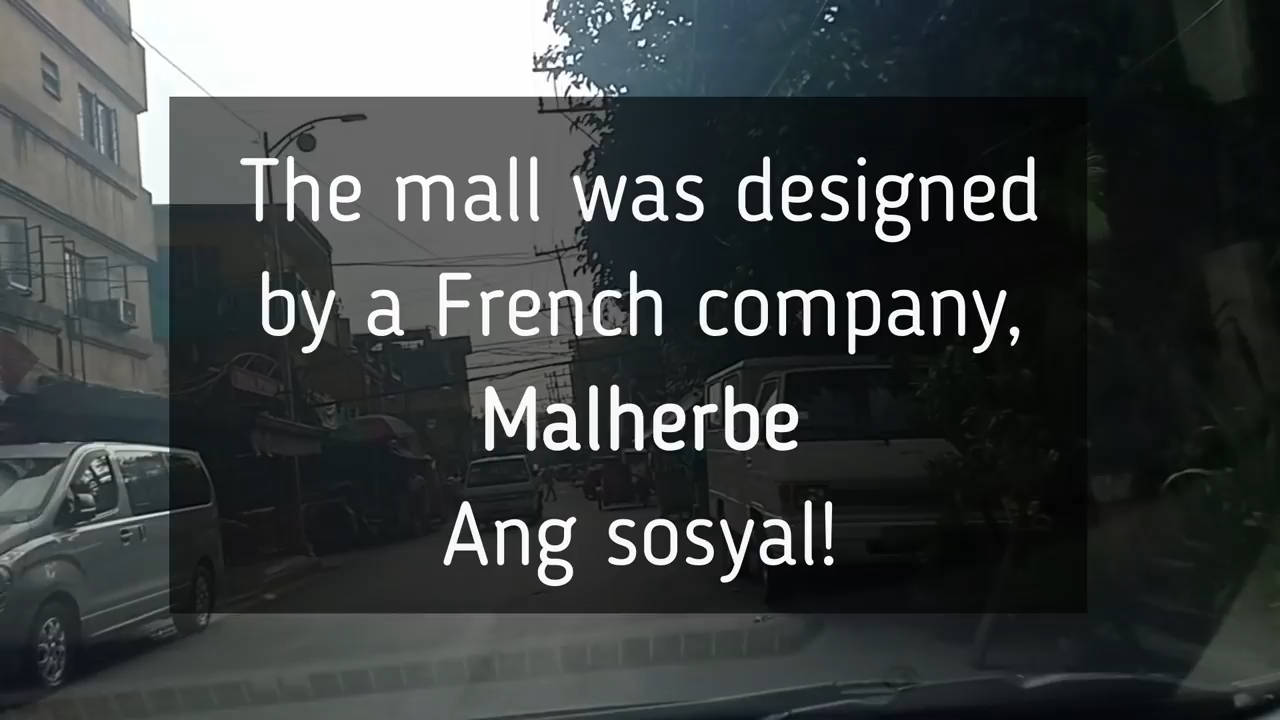 The mall was designed
by a French company,
Malherbe
Ang sosyal!